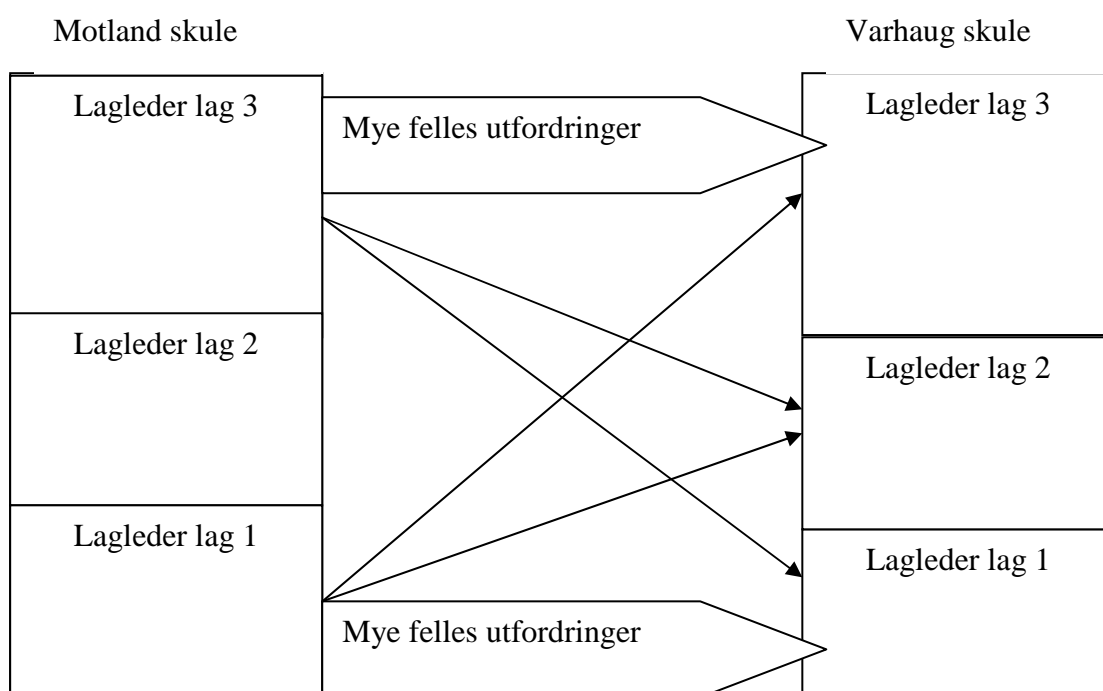 Motland skule
Varhaug skule
Lagleder lag 3
Mye felles utfordringer
Lagleder lag 3
Lagleder lag 2
Lagleder lag 2
Lagleder lag 1
Lagleder lag 1
Mye felles utfordringer